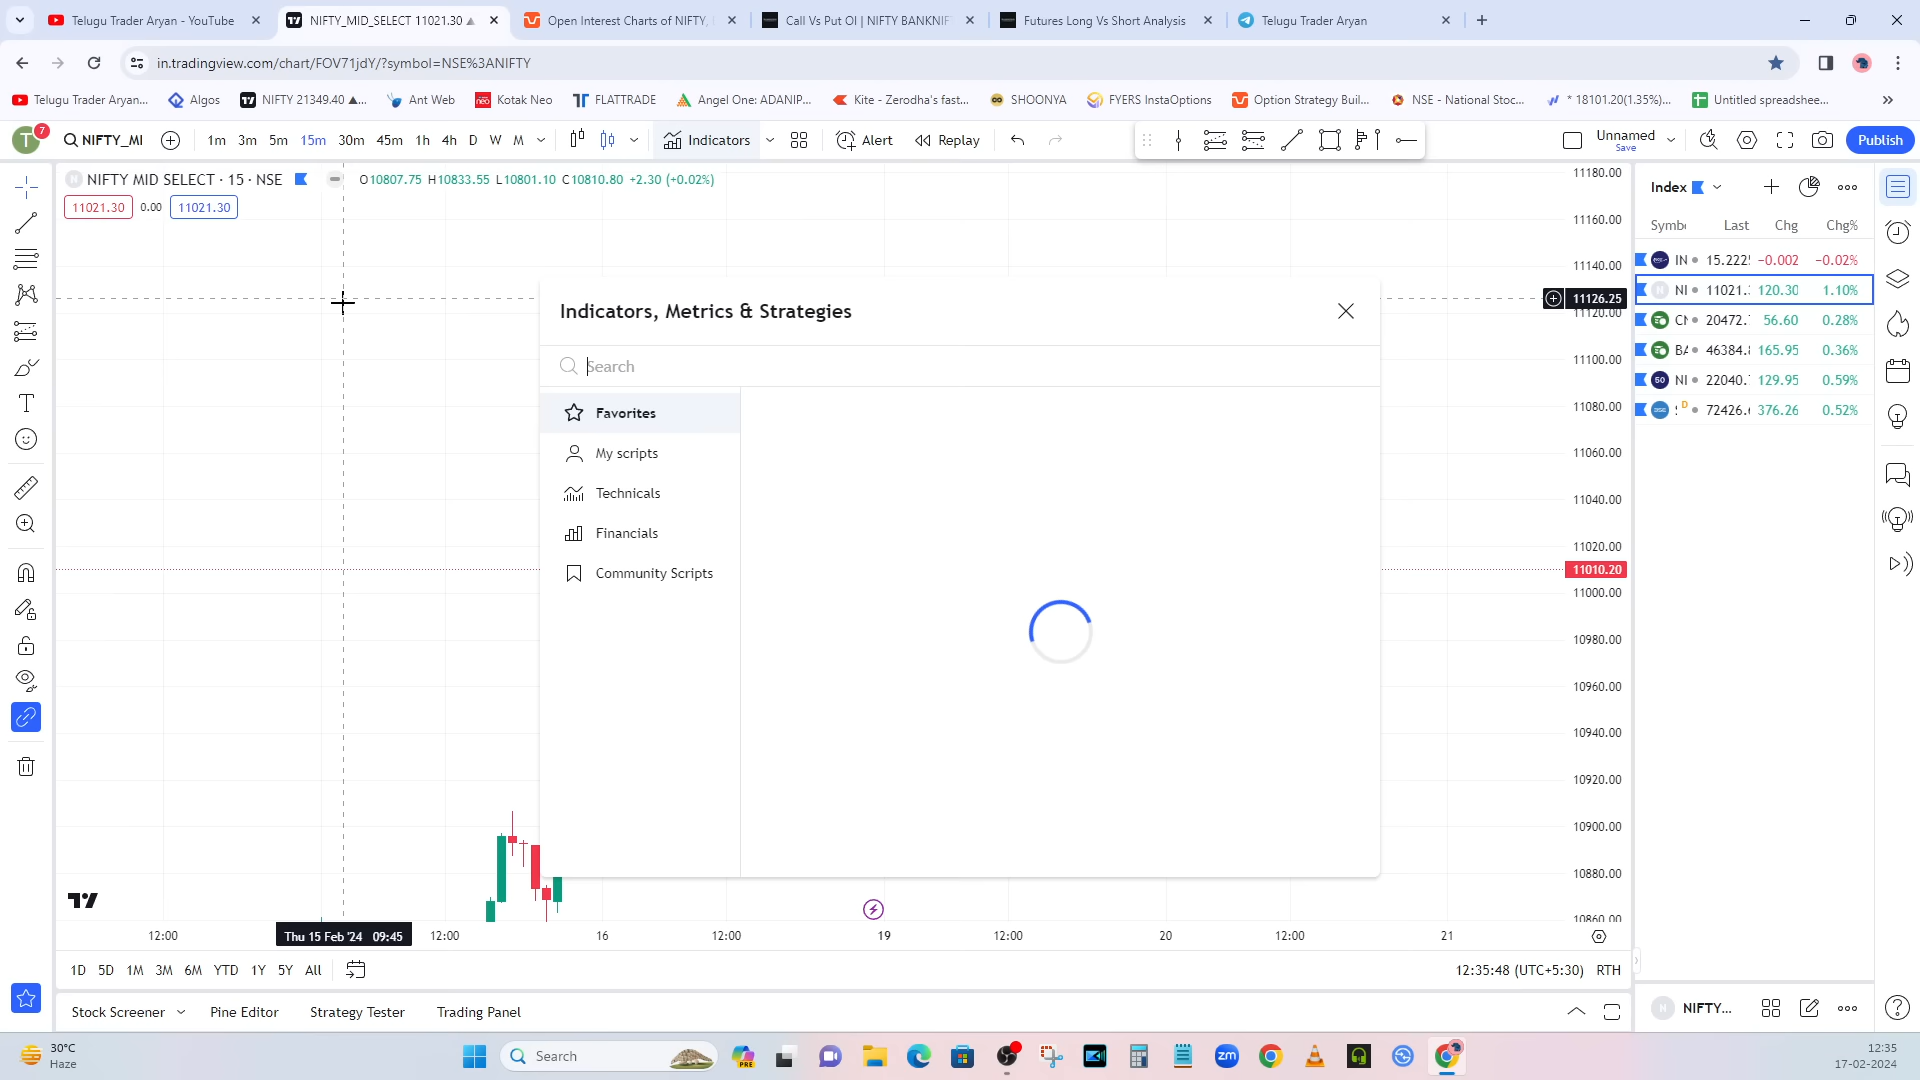 Telugu Trader Aryan - YouTube
NIFTY_MID_SELECT 11021.30
Open Interest Charts of NIFTY,
Call Vs Put OI | NIFTY BANKNIF
Futures Long Vs Short Analysis
Telugu Trader Aryan
in.tradingview.com/chart/FOV71jdY/?symbol=NSE%3ANIFTY
Telugu Trader Aryan...
Algos
NIFTY 21349.40 ▲...
Ant Web
Kotak Neo
FLATTRADE
Angel One: ADANIP...
Kite - Zerodha's fast...
SHOONYA
FYERS InstaOptions
Option Strategy Buil...
NSE - National Stoc...
* 18101.20(1.35%)...
Untitled spreadshee...
T 7
NIFTY_MI
1m 3m 5m 15m 30m 45m 1h 4h D W M
Indicators
Alert
Replay
Unnamed
Save
Publish
NIFTY MID SELECT · 15 · NSE
O10807.75 H10833.55 L10801.10 C10810.80 +2.30 (+0.02%)
11021.30 0.00 11021.30
Indicators, Metrics & Strategies
Search
Favorites
My scripts
Technicals
Financials
Community Scripts
11180.00
11160.00
11140.00
11126.25
11120.00
11100.00
11080.00
11060.00
11040.00
11020.00
11010.20
11000.00
10980.00
10960.00
10940.00
10920.00
10900.00
10880.00
10860.00
Index
Last Chg Chg%
IN 15.222 -0.002 -0.02%
NI 11021. 120.30 1.10%
CN 20472. 56.60 0.28%
BA 46384. 165.95 0.36%
50 NI 22040. 129.95 0.59%
D 72426. 376.26 0.52%
12:00
Thu 15 Feb '24 09:45
12:00 16 12:00 19 12:00 20 12:00 21
1D 5D 1M 3M 6M YTD 1Y 5Y All
12:35:48 (UTC+5:30) RTH
Stock Screener
Pine Editor
Strategy Tester
Trading Panel
NIFTY...
30°C
Haze
Search
PRE
zm
12:35
17-02-2024